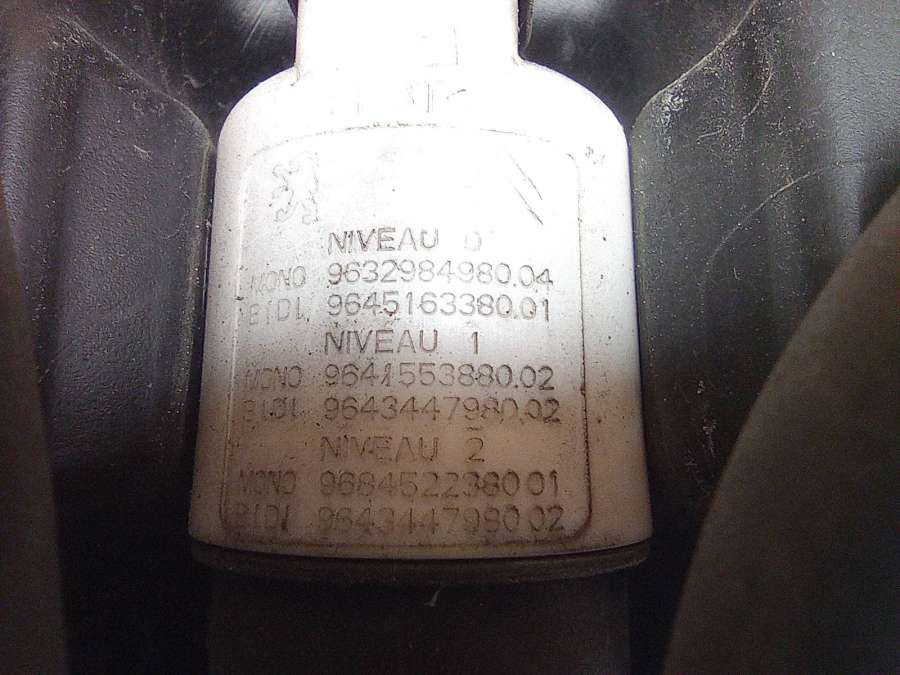 NIVEAU 0
MONO 9632984980.04
BIDI 9645163380.01
NIVEAU 1
MONO 9641553880.02
BIDI 9643447980.02
NIVEAU 2
MONO 9684522380 01
BIDI 9643447990 02